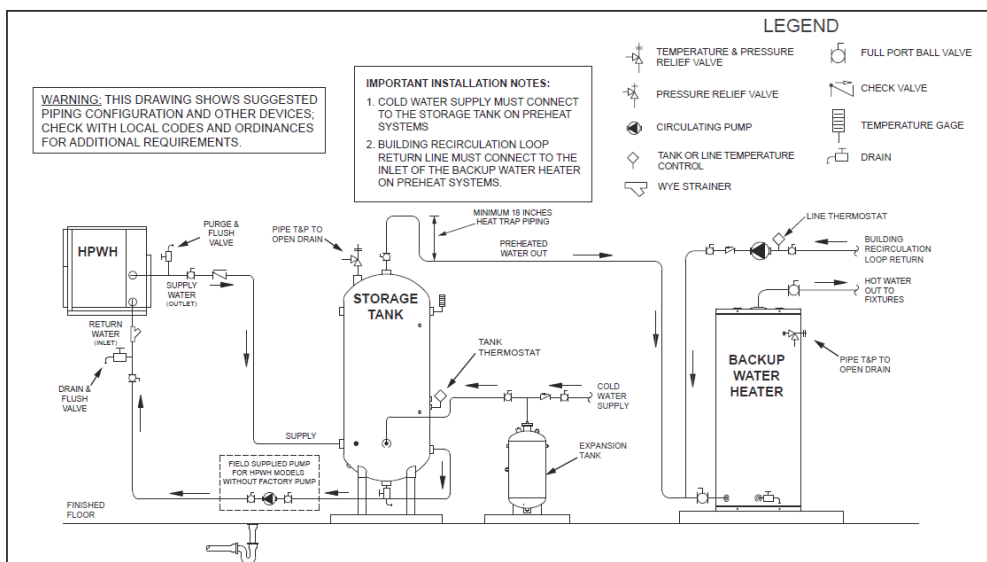 LEGEND
TEMPERATURE & PRESSURE
RELIEF VALVE
FULL PORT BALL VALVE
PRESSURE RELIEF VALVE
CHECK VALVE
CIRCULATING PUMP
TEMPERATURE GAGE
TANK OR LINE TEMPERATURE
CONTROL
DRAIN
WYE STRAINER
WARNING: THIS DRAWING SHOWS SUGGESTED
PIPING CONFIGURATION AND OTHER DEVICES;
CHECK WITH LOCAL CODES AND ORDINANCES
FOR ADDITIONAL REQUIREMENTS.
IMPORTANT INSTALLATION NOTES:
1. COLD WATER SUPPLY MUST CONNECT
TO THE STORAGE TANK ON PREHEAT
SYSTEMS
2. BUILDING RECIRCULATION LOOP
RETURN LINE MUST CONNECT TO THE
INLET OF THE BACKUP WATER HEATER
ON PREHEAT SYSTEMS.
HPWH
PURGE &
FLUSH
VALVE
SUPPLY
WATER
(OUTLET)
RETURN
WATER
(INLET)
DRAIN &
FLUSH
VALVE
PIPE T&P TO
OPEN DRAIN
MINIMUM 18 INCHES
HEAT TRAP PIPING
PREHEATED
WATER OUT
STORAGE
TANK
TANK
THERMOSTAT
COLD
WATER
SUPPLY
EXPANSION
TANK
SUPPLY
FIELD SUPPLIED PUMP
FOR HPWH MODELS
WITHOUT FACTORY PUMP
FINISHED
FLOOR
LINE THERMOSTAT
BUILDING
RECIRCULATION
LOOP RETURN
HOT WATER
OUT TO
FIXTURES
BACKUP
WATER
HEATER
PIPE T&P TO
OPEN DRAIN